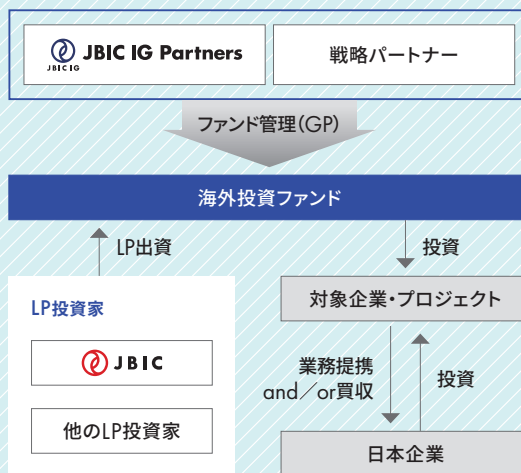 JBIC IG Partners
JBIC IG
戦略パートナー
ファンド管理(GP)
海外投資ファンド
LP出資
投資
LP投資家
JBIC
他のLP投資家
対象企業・プロジェクト
業務提携
and/or買収
投資
日本企業